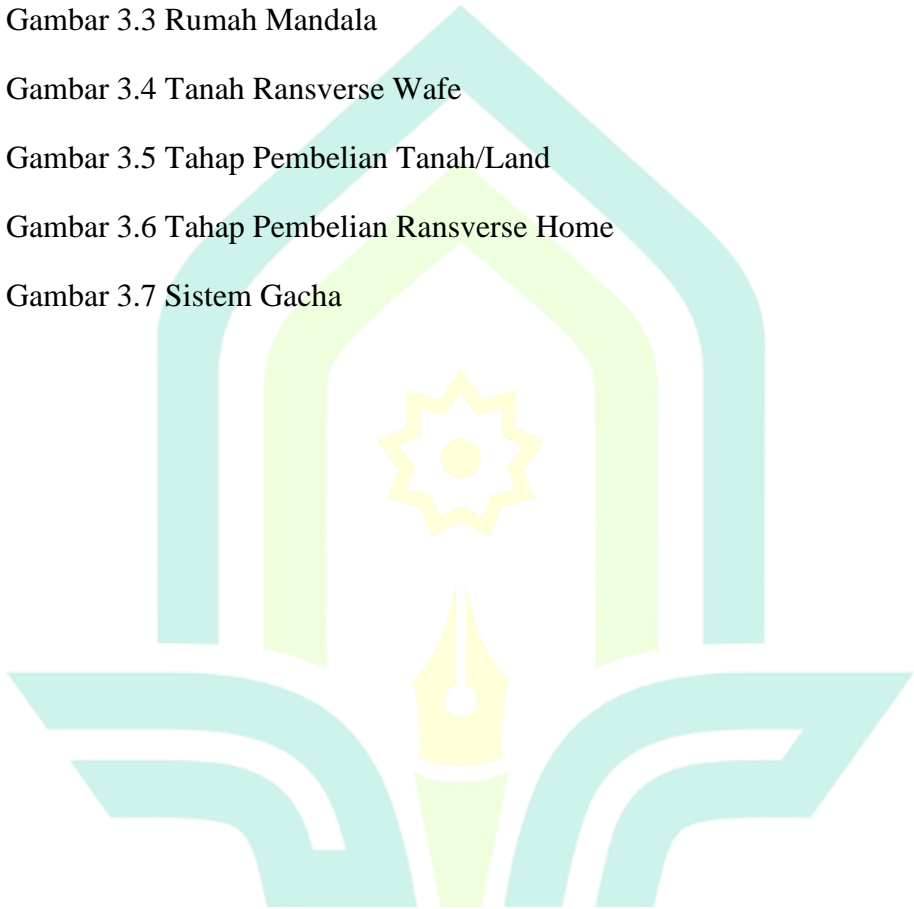 Gambar 3.3 Rumah Mandala
Gambar 3.4 Tanah Ransverse Wafe
Gambar 3.5 Tahap Pembelian Tanah/Land
Gambar 3.6 Tahap Pembelian Ransverse Home
Gambar 3.7 Sistem Gacha